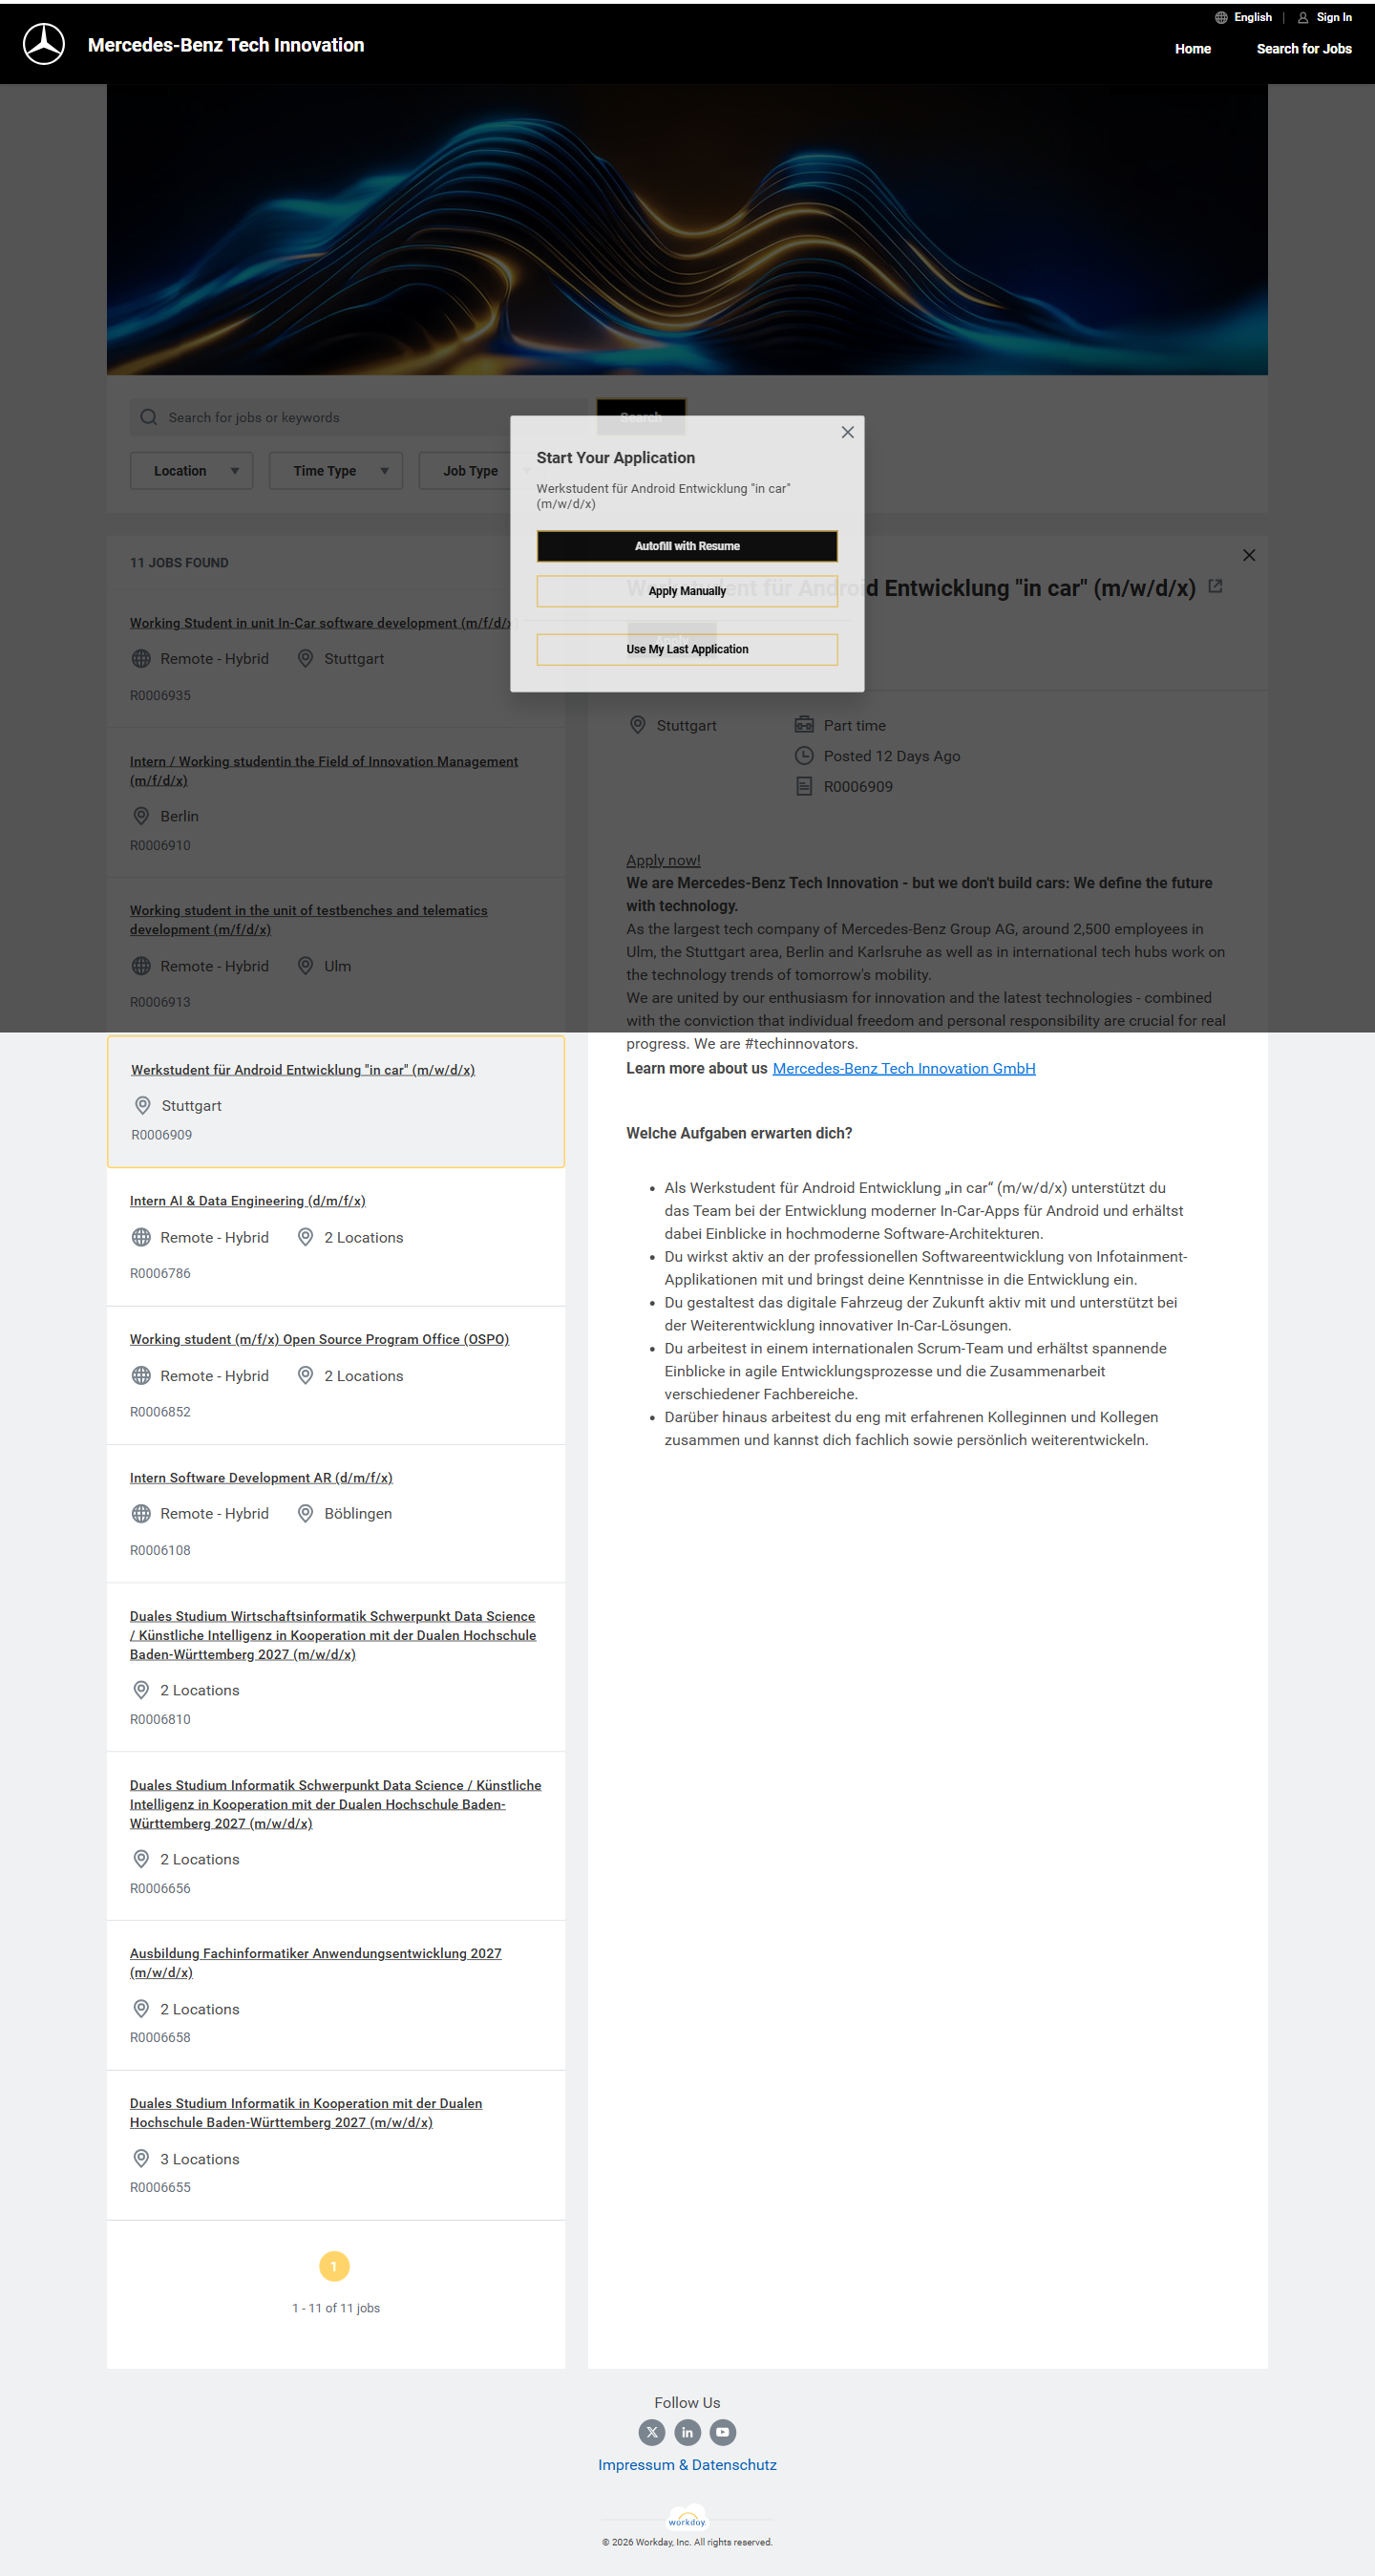 English
Sign In
Mercedes-Benz Tech Innovation
Home
Search for Jobs
Search for jobs or keywords
Search
Location
Time Type
Job Type
Start Your Application
Werkstudent für Android Entwicklung "in car"
(m/w/d/x)
Autofill with Resume
Apply Manually
Use My Last Application
11 JOBS FOUND
Working Student in unit In-Car software development (m/f/d/x)
Remote - Hybrid
Stuttgart
R0006935
Intern / Working studentin the Field of Innovation Management
(m/f/d/x)
Berlin
R0006910
Working student in the unit of testbenches and telematics
development (m/f/d/x)
Remote - Hybrid
Ulm
R0006913
Werkstudent für Android Entwicklung "in car" (m/w/d/x)
Stuttgart
R0006909
Intern AI & Data Engineering (d/m/f/x)
Remote - Hybrid
2 Locations
R0006786
Working student (m/f/x) Open Source Program Office (OSPO)
Remote - Hybrid
2 Locations
R0006852
Intern Software Development AR (d/m/f/x)
Remote - Hybrid
Böblingen
R0006108
Duales Studium Wirtschaftsinformatik Schwerpunkt Data Science
/ Künstliche Intelligenz in Kooperation mit der Dualen Hochschule
Baden-Württemberg 2027 (m/w/d/x)
2 Locations
R0006810
Duales Studium Informatik Schwerpunkt Data Science / Künstliche
Intelligenz in Kooperation mit der Dualen Hochschule Baden-
Württemberg 2027 (m/w/d/x)
2 Locations
R0006656
Ausbildung Fachinformatiker Anwendungsentwicklung 2027
(m/w/d/x)
2 Locations
R0006658
Duales Studium Informatik in Kooperation mit der Dualen
Hochschule Baden-Württemberg 2027 (m/w/d/x)
3 Locations
R0006655
1
1 - 11 of 11 jobs
Werkstudent für Android Entwicklung "in car" (m/w/d/x)
Apply
Stuttgart
Part time
Posted 12 Days Ago
R0006909
Apply now!
We are Mercedes-Benz Tech Innovation - but we don't build cars: We define the future
with technology.
As the largest tech company of Mercedes-Benz Group AG, around 2,500 employees in
Ulm, the Stuttgart area, Berlin and Karlsruhe as well as in international tech hubs work on
the technology trends of tomorrow's mobility.
We are united by our enthusiasm for innovation and the latest technologies - combined
with the conviction that individual freedom and personal responsibility are crucial for real
progress. We are #techinnovators.
Learn more about us Mercedes-Benz Tech Innovation GmbH
Welche Aufgaben erwarten dich?
• Als Werkstudent für Android Entwicklung „in car“ (m/w/d/x) unterstützt du
das Team bei der Entwicklung moderner In-Car-Apps für Android und erhältst
dabei Einblicke in hochmoderne Software-Architekturen.
• Du wirkst aktiv an der professionellen Softwareentwicklung von Infotainment-
Applikationen mit und bringst deine Kenntnisse in die Entwicklung ein.
• Du gestaltest das digitale Fahrzeug der Zukunft aktiv mit und unterstützt bei
der Weiterentwicklung innovativer In-Car-Lösungen.
• Du arbeitest in einem internationalen Scrum-Team und erhältst spannende
Einblicke in agile Entwicklungsprozesse und die Zusammenarbeit
verschiedener Fachbereiche.
• Darüber hinaus arbeitest du eng mit erfahrenen Kolleginnen und Kollegen
zusammen und kannst dich fachlich sowie persönlich weiterentwickeln.
Follow Us
Impressum & Datenschutz
workday.
© 2026 Workday, Inc. All rights reserved.